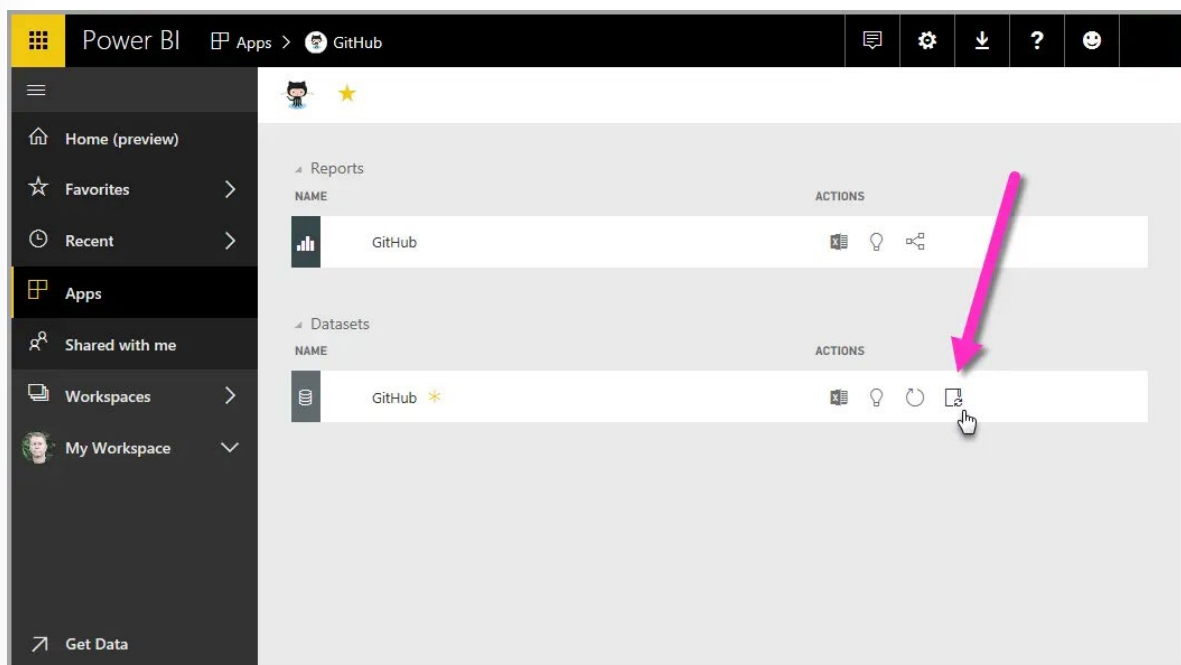 Power BI Apps > GitHub
Home (preview)
Favorites
Recent
Apps
Shared with me
Workspaces
My Workspace
Get Data
Reports
NAME ACTIONS
GitHub
Datasets
NAME ACTIONS
GitHub